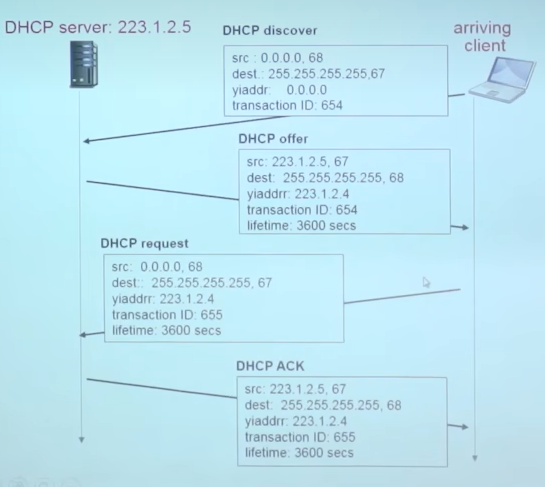 DHCP server: 223.1.2.5
DHCP discover
arriving
client
src : 0.0.0.0, 68
dest.: 255.255.255.255,67
yiaddr: 0.0.0.0
transaction ID: 654
DHCP offer
src: 223.1.2.5, 67
dest: 255.255.255.255, 68
yiaddrr: 223.1.2.4
transaction ID: 654
lifetime: 3600 secs
DHCP request
src: 0.0.0.0, 68
dest:: 255.255.255.255, 67
yiaddrr: 223.1.2.4
transaction ID: 655
lifetime: 3600 secs
DHCP ACK
src: 223.1.2.5, 67
dest: 255.255.255.255, 68
yiaddrr: 223.1.2.4
transaction ID: 655
lifetime: 3600 secs